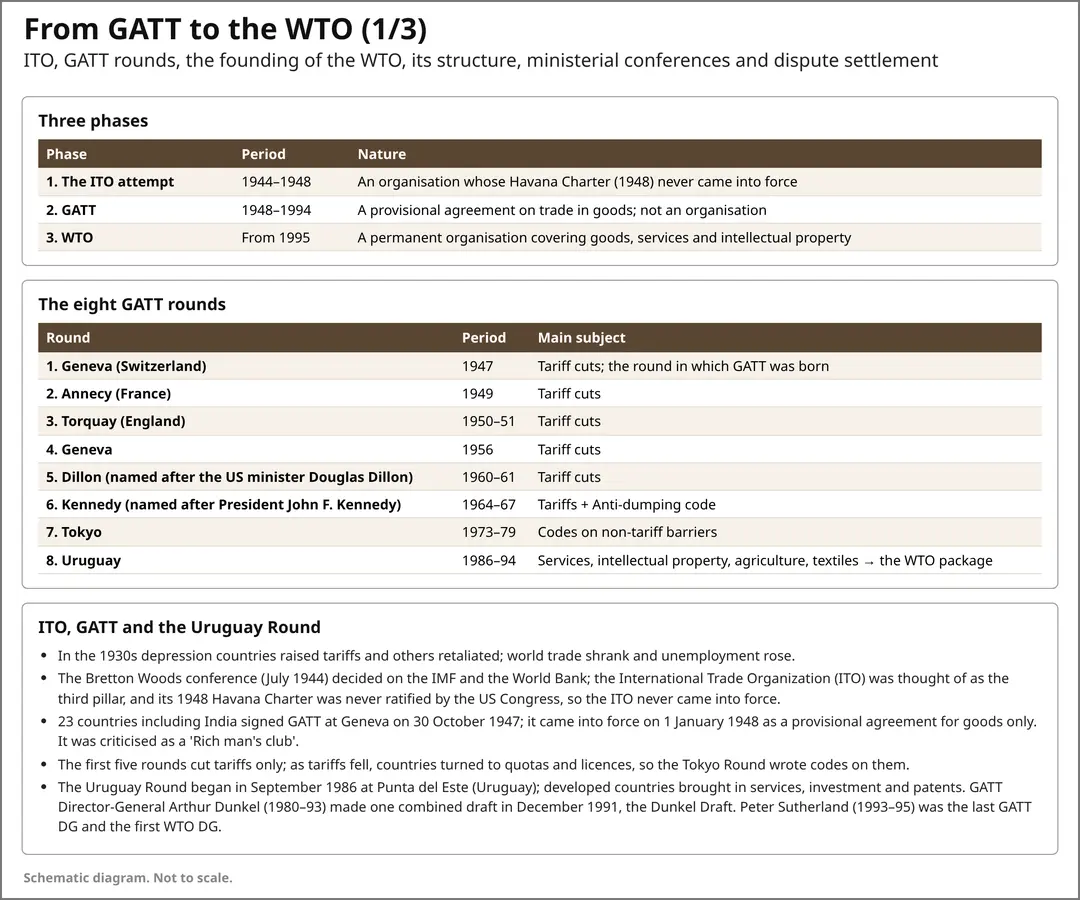 From GATT to the WTO (1/3)
ITO, GATT rounds, the founding of the WTO, its structure, ministerial conferences and dispute settlement
Three phases
Phase Period Nature
1. The ITO attempt 1944–1948 An organisation whose Havana Charter (1948) never came into force
2. GATT 1948–1994 A provisional agreement on trade in goods; not an organisation
3. WTO From 1995 A permanent organisation covering goods, services and intellectual property
The eight GATT rounds
Round Period Main subject
1. Geneva (Switzerland) 1947 Tariff cuts; the round in which GATT was born
2. Annecy (France) 1949 Tariff cuts
3. Torquay (England) 1950–51 Tariff cuts
4. Geneva 1956 Tariff cuts
5. Dillon (named after the US minister Douglas Dillon) 1960–61 Tariff cuts
6. Kennedy (named after President John F. Kennedy) 1964–67 Tariffs + Anti-dumping code
7. Tokyo 1973–79 Codes on non-tariff barriers
8. Uruguay 1986–94 Services, intellectual property, agriculture, textiles → the WTO package
ITO, GATT and the Uruguay Round
• In the 1930s depression countries raised tariffs and others retaliated; world trade shrank and unemployment rose.
• The Bretton Woods conference (July 1944) decided on the IMF and the World Bank; the International Trade Organization (ITO) was thought of as the
third pillar, and its 1948 Havana Charter was never ratified by the US Congress, so the ITO never came into force.
• 23 countries including India signed GATT at Geneva on 30 October 1947; it came into force on 1 January 1948 as a provisional agreement for goods only.
It was criticised as a 'Rich man's club'.
• The first five rounds cut tariffs only; as tariffs fell, countries turned to quotas and licences, so the Tokyo Round wrote codes on them.
• The Uruguay Round began in September 1986 at Punta del Este (Uruguay); developed countries brought in services, investment and patents. GATT
Director-General Arthur Dunkel (1980–93) made one combined draft in December 1991, the Dunkel Draft. Peter Sutherland (1993–95) was the last GATT
DG and the first WTO DG.
Schematic diagram. Not to scale.